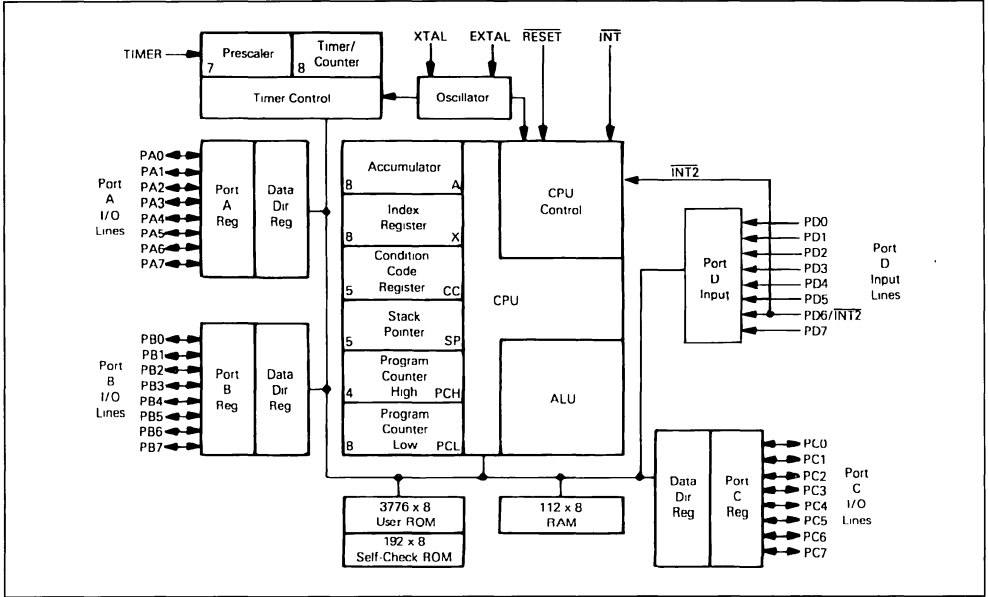 TIMER
Prescaler
7
Timer/
Counter
8
Timer Control
XTAL
EXTAL
RESET
INT
Oscillator
Port
A
I/O
Lines
PA0
PA1
PA2
PA3
PA4
PA5
PA6
PA7
Port
A
Reg
Data
Dir
Reg
Accumulator
8 A
Index
Register
8 X
Condition
Code
Register
5 CC
Stack
Pointer
5 SP
Program
Counter
High
4 PCH
Program
Counter
Low
8 PCL
CPU
Control
CPU
ALU
INT2
Port
D
Input
PD0
PD1
PD2
PD3
PD4
PD5
PD6/INT2
PD7
Port
D
Input
Lines
Port
B
I/O
Lines
PB0
PB1
PB2
PB3
PB4
PB5
PB6
PB7
Port
B
Reg
Data
Dir
Reg
3776 x 8
User ROM
192 x 8
Self-Check ROM
112 x 8
RAM
Data
Dir
Reg
Port
C
Reg
PC0
PC1
PC2
PC3
PC4
PC5
PC6
PC7
Port
C
I/O
Lines